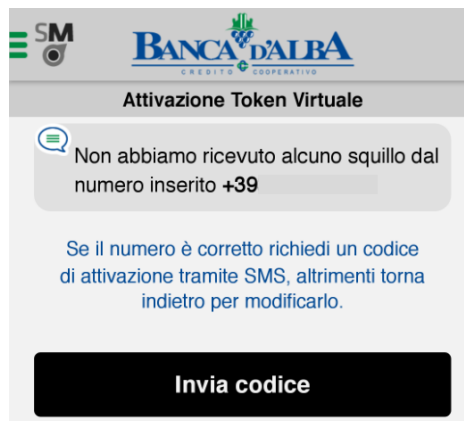 SM
BANCA D'ALBA
CREDITO COOPERATIVO
Attivazione Token Virtuale
Non abbiamo ricevuto alcuno squillo dal
numero inserito +39
Se il numero è corretto richiedi un codice
di attivazione tramite SMS, altrimenti torna
indietro per modificarlo.
Invia codice